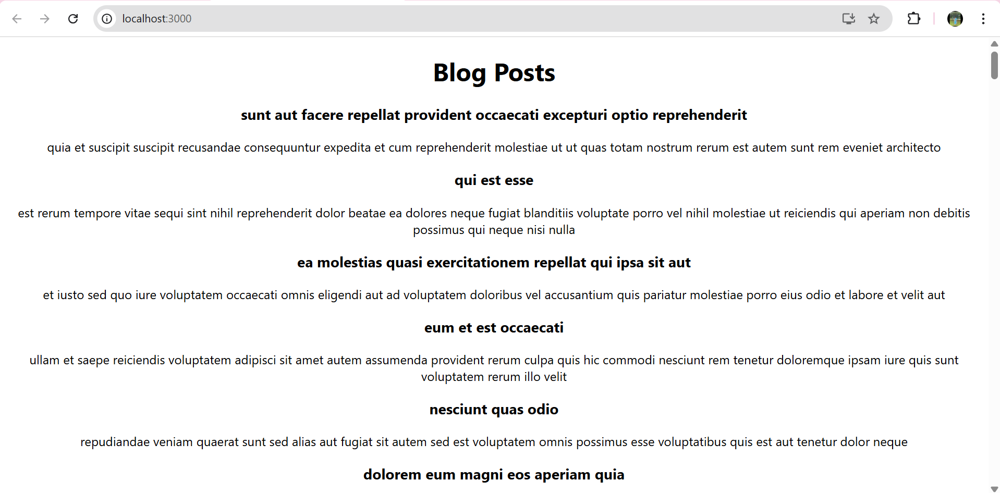 localhost:3000
Blog Posts
sunt aut facere repellat provident occaecati excepturi optio reprehenderit
quia et suscipit suscipit recusandae consequuntur expedita et cum reprehenderit molestiae ut ut quas totam nostrum rerum est autem sunt rem eveniet architecto
qui est esse
est rerum tempore vitae sequi sint nihil reprehenderit dolor beatae ea dolores neque fugiat blanditiis voluptate porro vel nihil molestiae ut reiciendis qui aperiam non debitis
possimus qui neque nisi nulla
ea molestias quasi exercitationem repellat qui ipsa sit aut
et iusto sed quo iure voluptatem occaecati omnis eligendi aut ad voluptatem doloribus vel accusantium quis pariatur molestiae porro eius odio et labore et velit aut
eum et est occaecati
ullam et saepe reiciendis voluptatem adipisci sit amet autem assumenda provident rerum culpa quis hic commodi nesciunt rem tenetur doloremque ipsam iure quis sunt
voluptatem rerum illo velit
nesciunt quas odio
repudiandae veniam quaerat sunt sed alias aut fugiat sit autem sed est voluptatem omnis possimus esse voluptatibus quis est aut tenetur dolor neque
dolorem eum magni eos aperiam quia